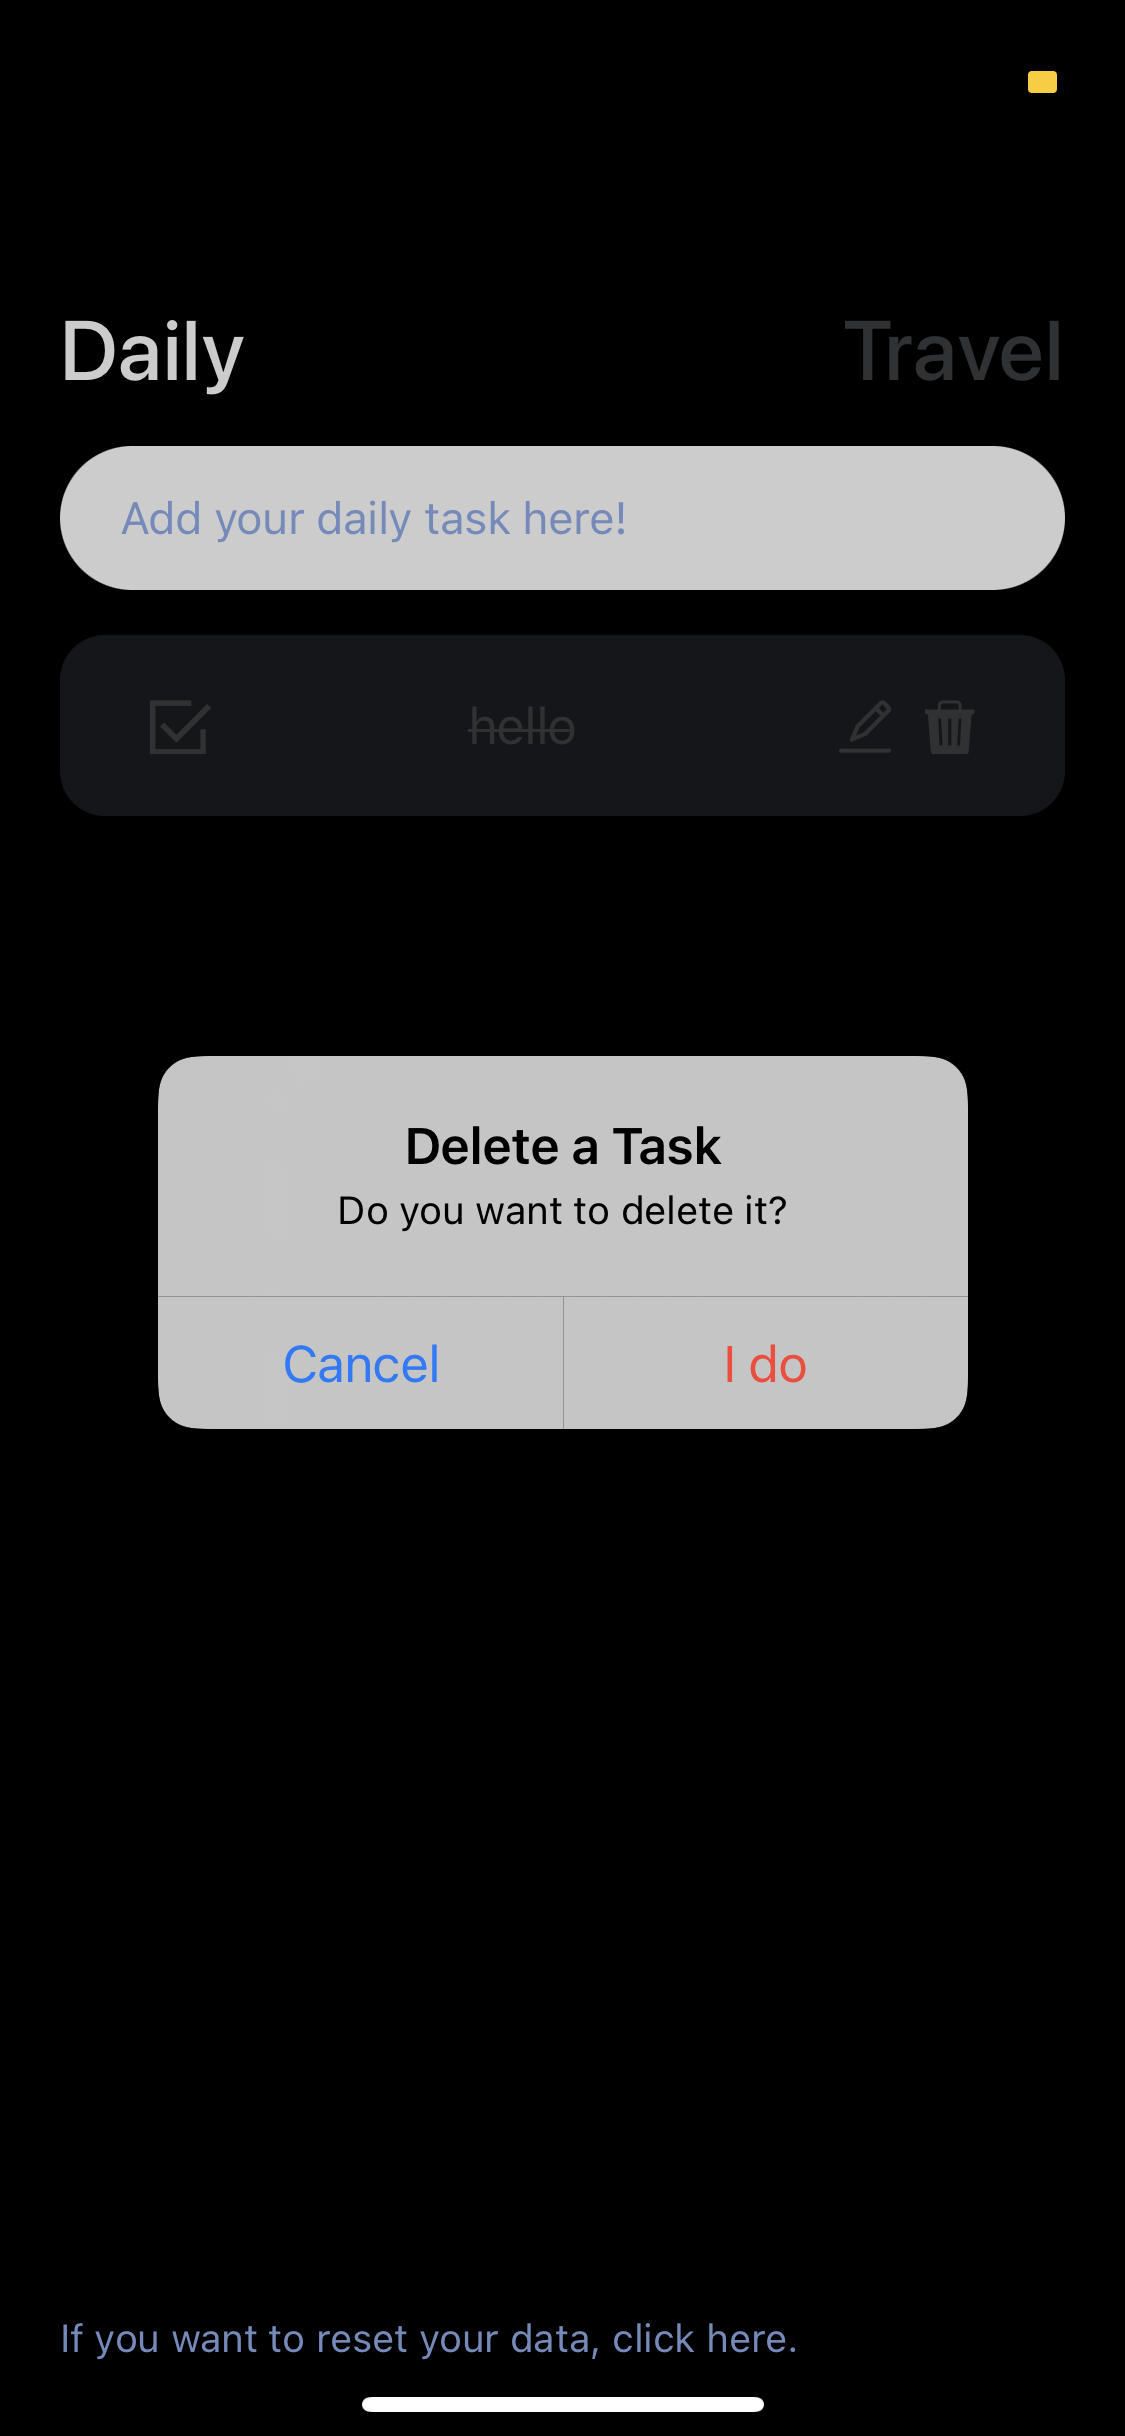 Daily
Travel
Add your daily task here!
hello
Delete a Task
Do you want to delete it?
Cancel
I do
If you want to reset your data, click here.